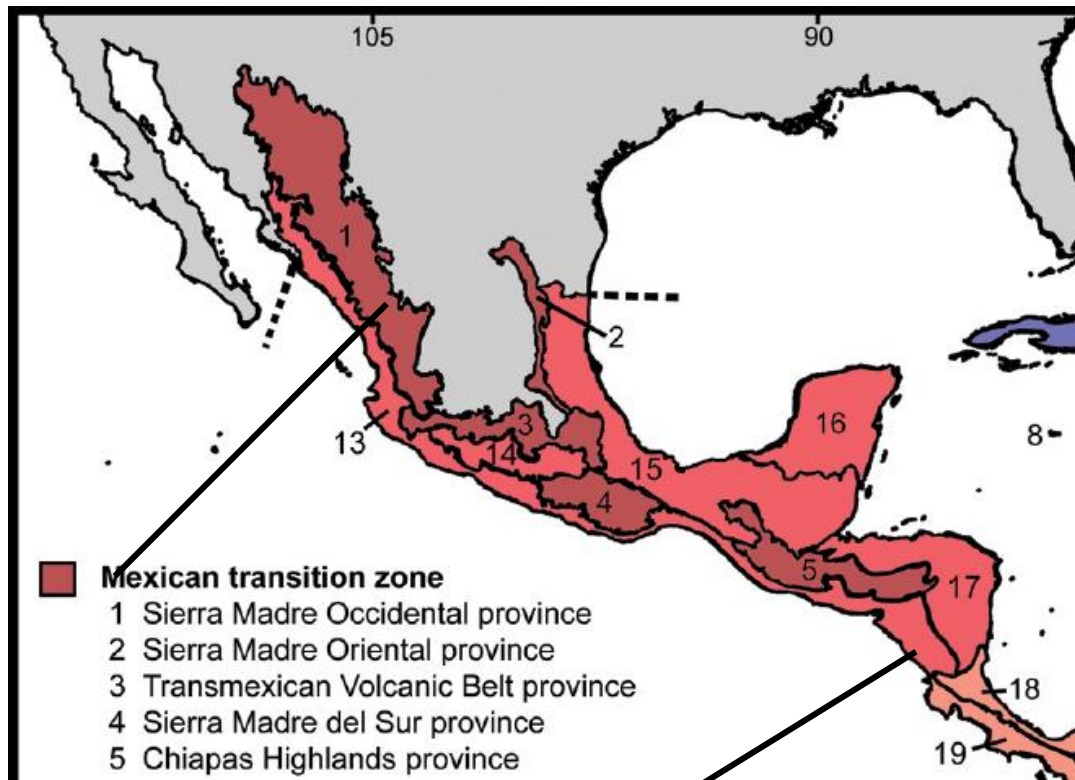 105
90
1
2
3
13
14
15
16
8
4
5
17
18
19
Mexican transition zone
1 Sierra Madre Occidental province
2 Sierra Madre Oriental province
3 Transmexican Volcanic Belt province
4 Sierra Madre del Sur province
5 Chiapas Highlands province